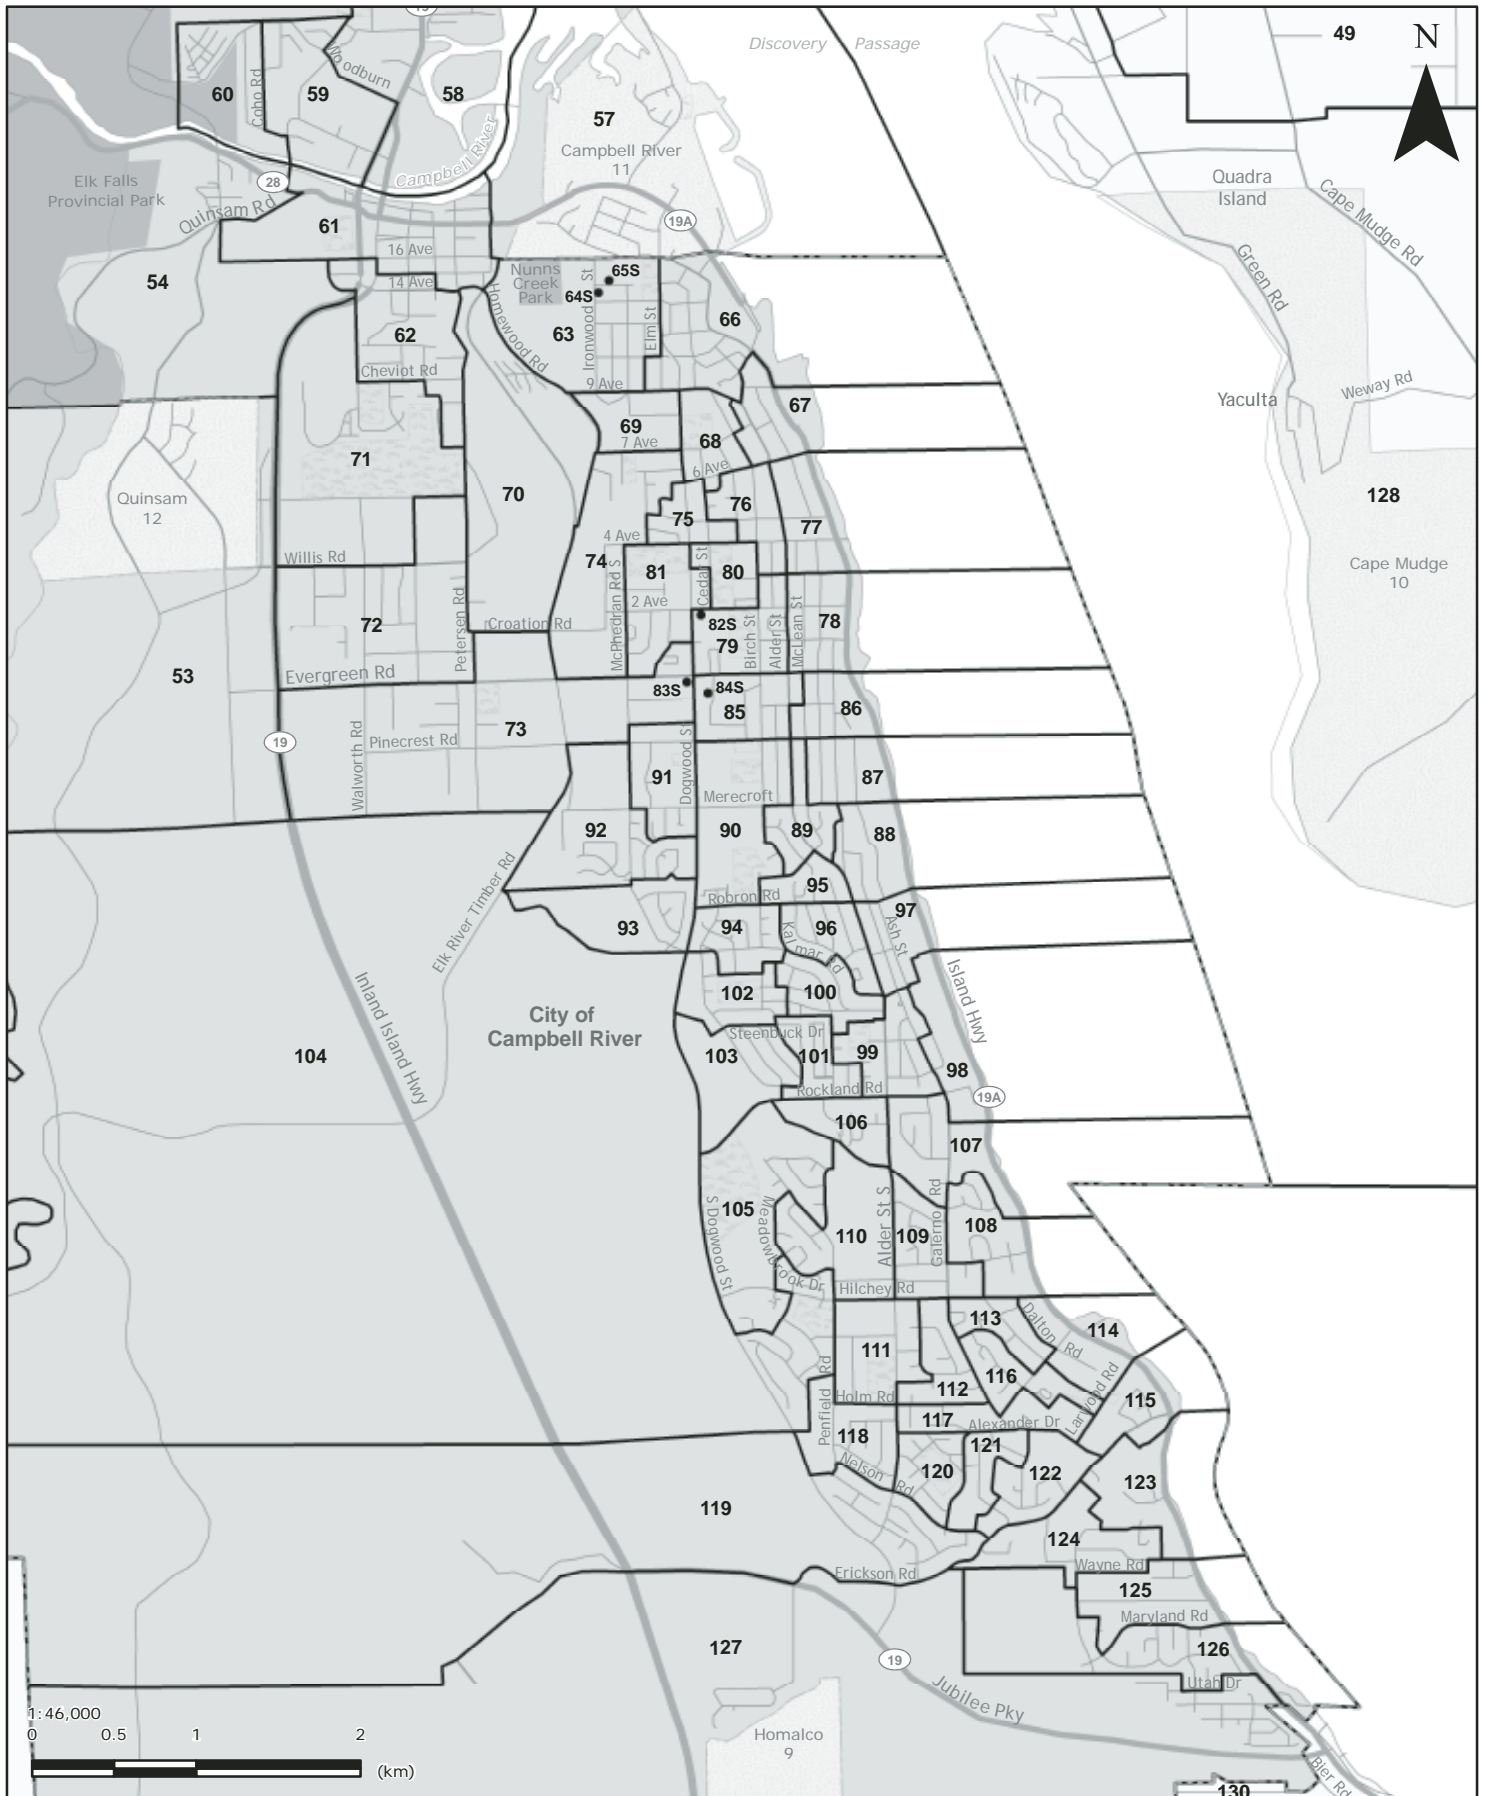 19
Discovery Passage
49
N
60
Coho Rd
59
Woodburn
58
57
Campbell River
11
Campbell River
Elk Falls
Provincial Park
28
Quinsam Rd
61
16 Ave
19A
Quadra
Island
Cape Mudge Rd
Green Rd
54
14 Ave
Nunns
Creek
Park
65S
64S
63
Ironwood St
Elm St
66
62
Homewood Rd
Cheviot Rd
9 Ave
67
Yaculta
Weway Rd
69
7 Ave
68
6 Ave
71
70
Quinsam
12
75
76
77
128
4 Ave
74
Willis Rd
81
Cedar St
80
Cape Mudge
10
2 Ave
72
Petersen Rd
Croation Rd
McPhedran Rd S
82S
79
Birch St
Alder St
McLean St
78
53
Evergreen Rd
83S
84S
85
86
73
19
Walworth Rd
Pinecrest Rd
Dogwood St
91
87
Merecroft
92
90
89
88
Elk River Timber Rd
95
Robron Rd
93
94
Kalmar Rd
96
97
Ash St
Inland Island Hwy
Island Hwy
102
100
City of
Campbell River
Steenbuck Dr
104
103
101
99
98
Rockland Rd
19A
106
107
105
S Dogwood St
Meadowbrook Dr
110
Alder St S
109
Galerno Rd
108
Hilchey Rd
113
Dalton Rd
114
111
116
112
Penfield Rd
Holm Rd
Larwood Rd
115
117
Alexander Dr
118
121
Nelson Rd
120
122
123
119
124
Wayne Rd
Erickson Rd
125
Maryland Rd
127
126
19
Utah Dr
Jubilee Pky
Homalco
9
Bier Rd
130
1:46,000
0 0.5 1 2
(km)